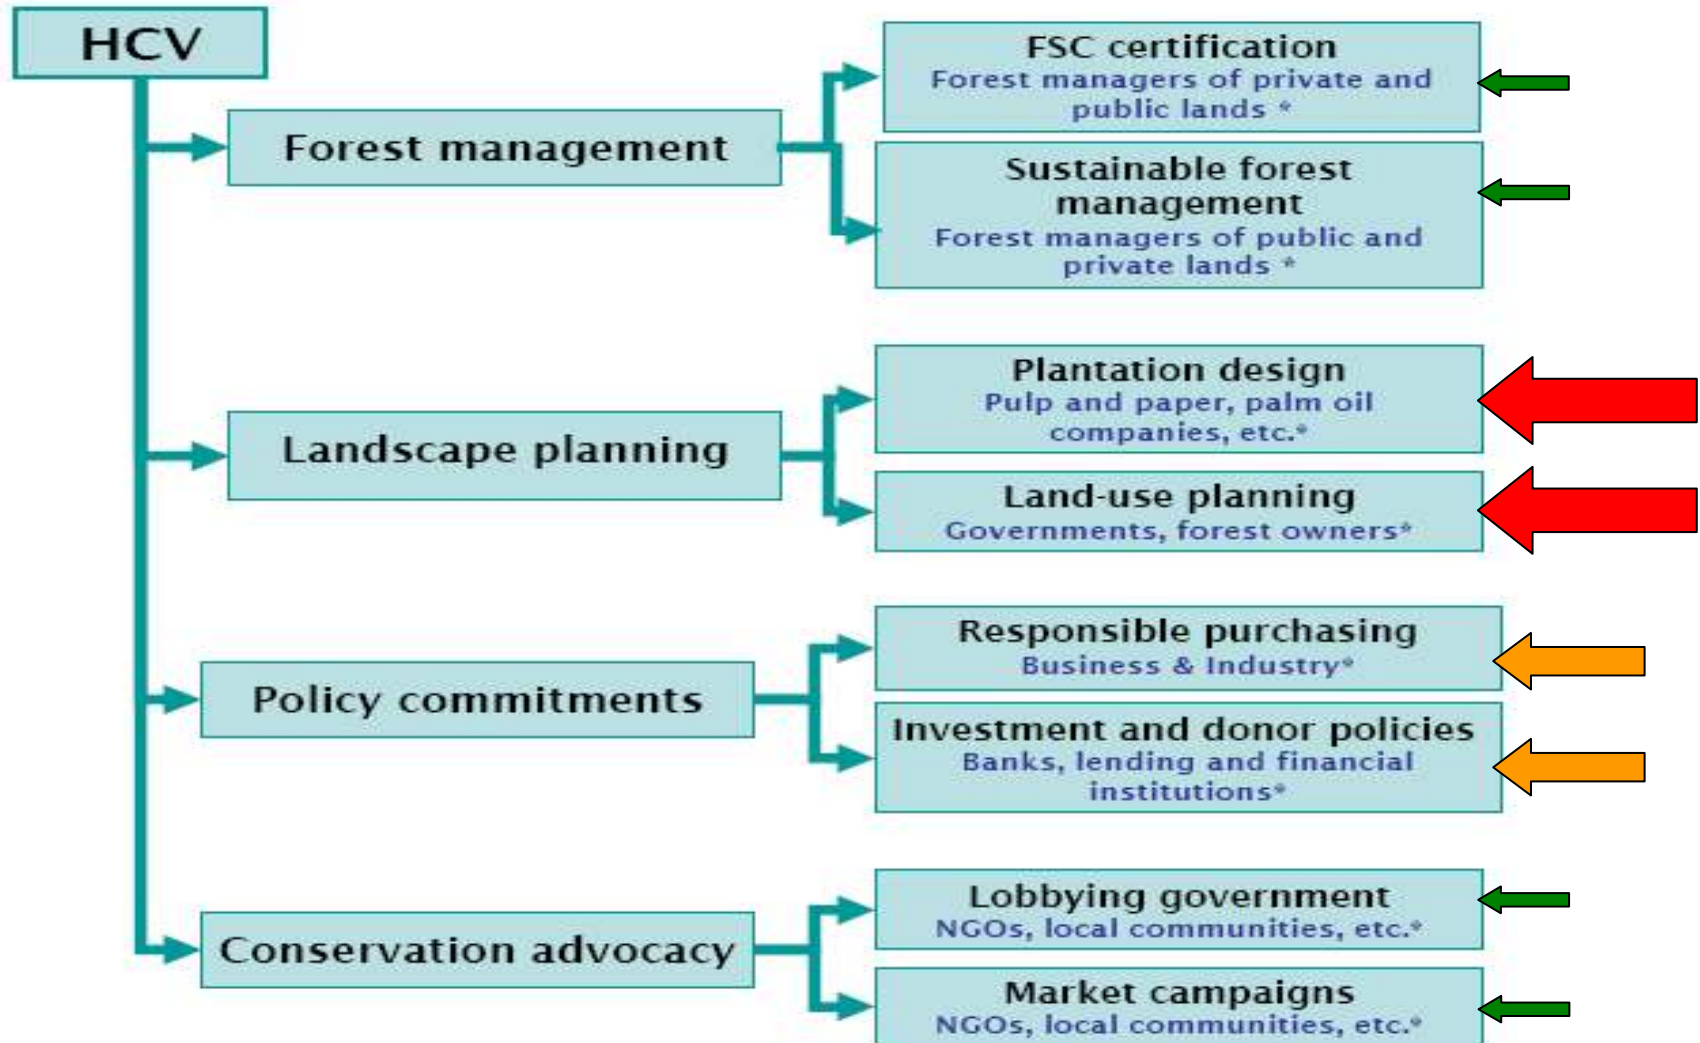 HCV
Forest management
FSC certification
Forest managers of private and
public lands *
Sustainable forest
management
Forest managers of public and
private lands *
Landscape planning
Plantation design
Pulp and paper, palm oil
companies, etc.*
Land-use planning
Governments, forest owners*
Policy commitments
Responsible purchasing
Business & Industry*
Investment and donor policies
Banks, lending and financial
institutions*
Conservation advocacy
Lobbying government
NGOs, local communities, etc.*
Market campaigns
NGOs, local communities, etc.*